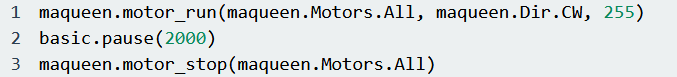 1 maqueen.motor_run(maqueen.Motors.All, maqueen.Dir.CW, 255)
2 basic.pause(2000)
3 maqueen.motor_stop(maqueen.Motors.All)